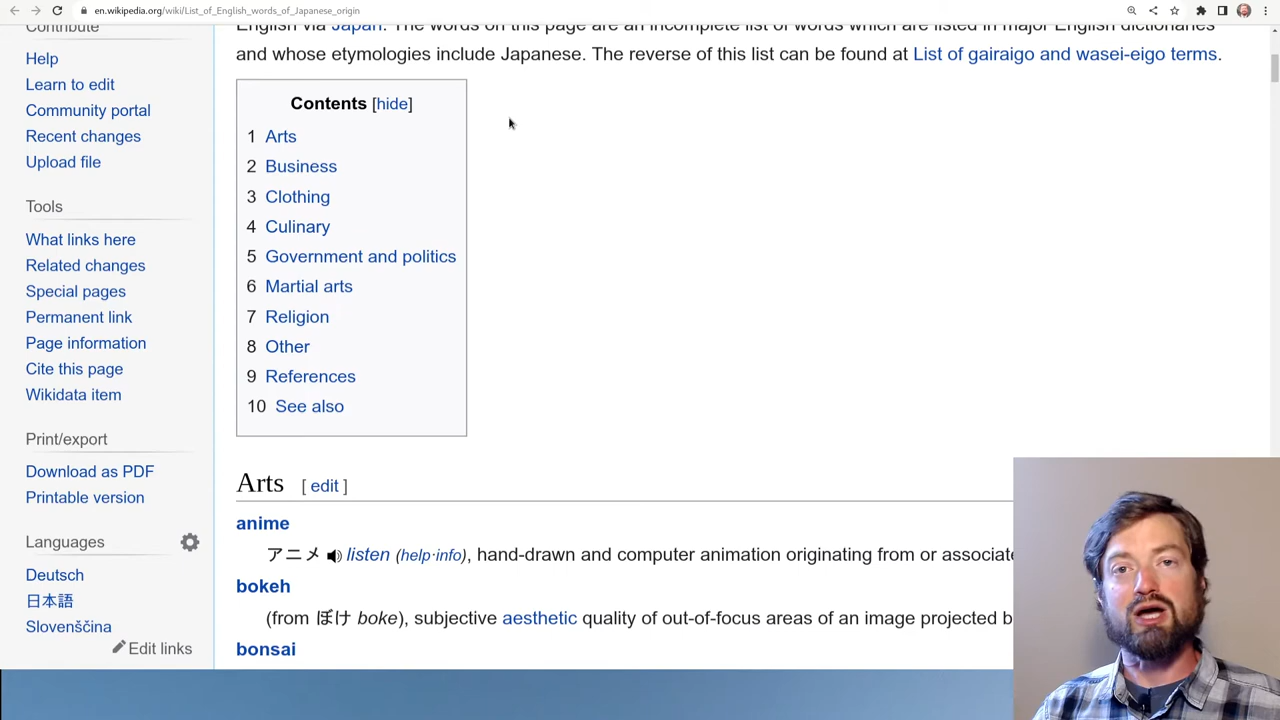 en.wikipedia.org/wiki/List_of_English_words_of_Japanese_origin
Contribute
Help
Learn to edit
Community portal
Recent changes
Upload file
Tools
What links here
Related changes
Special pages
Permanent link
Page information
Cite this page
Wikidata item
Print/export
Download as PDF
Printable version
Languages
Deutsch
日本語
Slovenščina
Edit links
English via Japan. The words on this page are an incomplete list of words which are listed in major English dictionaries
and whose etymologies include Japanese. The reverse of this list can be found at List of gairaigo and wasei-eigo terms.
Contents [hide]
1 Arts
2 Business
3 Clothing
4 Culinary
5 Government and politics
6 Martial arts
7 Religion
8 Other
9 References
10 See also
Arts [ edit ]
anime
アニメ listen (help·info), hand-drawn and computer animation originating from or associate
bokeh
(from ぼけ boke), subjective aesthetic quality of out-of-focus areas of an image projected b
bonsai